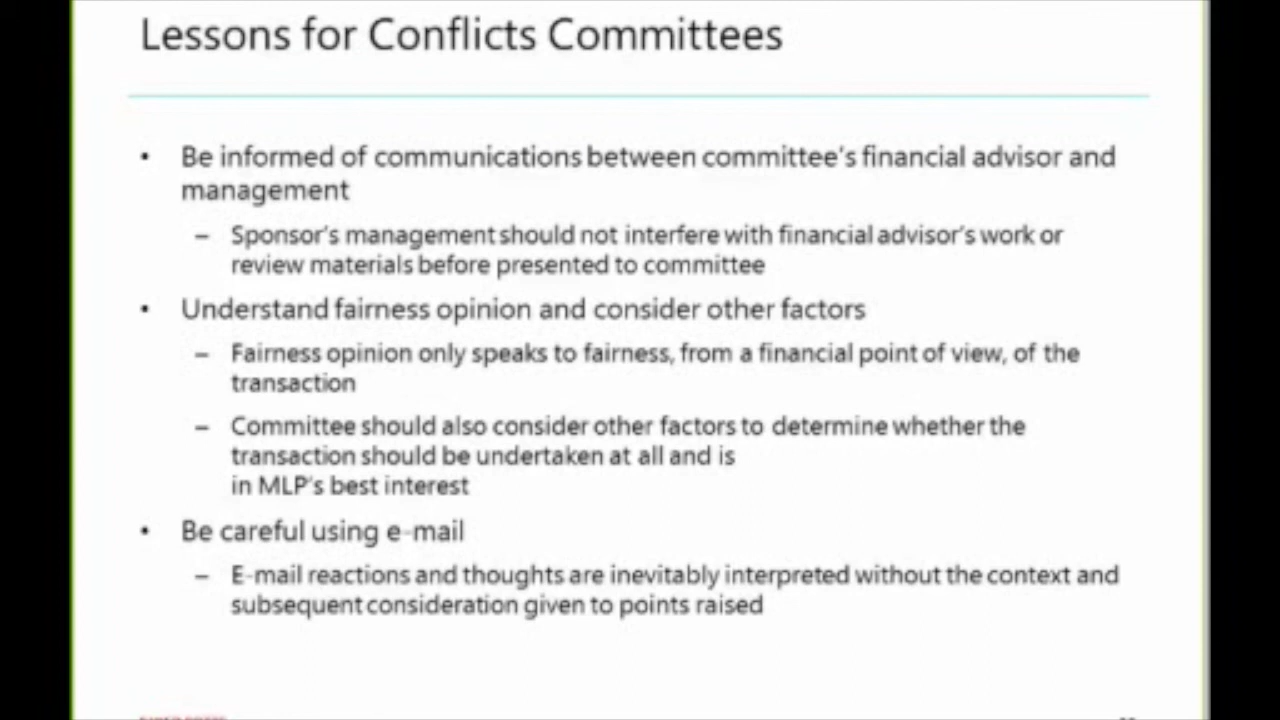 Lessons for Conflicts Committees
• Be informed of communications between committee's financial advisor and
management
– Sponsor's management should not interfere with financial advisor's work or
review materials before presented to committee
• Understand fairness opinion and consider other factors
– Fairness opinion only speaks to fairness, from a financial point of view, of the
transaction
– Committee should also consider other factors to determine whether the
transaction should be undertaken at all and is
in MLP's best interest
• Be careful using e-mail
– E-mail reactions and thoughts are inevitably interpreted without the context and
subsequent consideration given to points raised